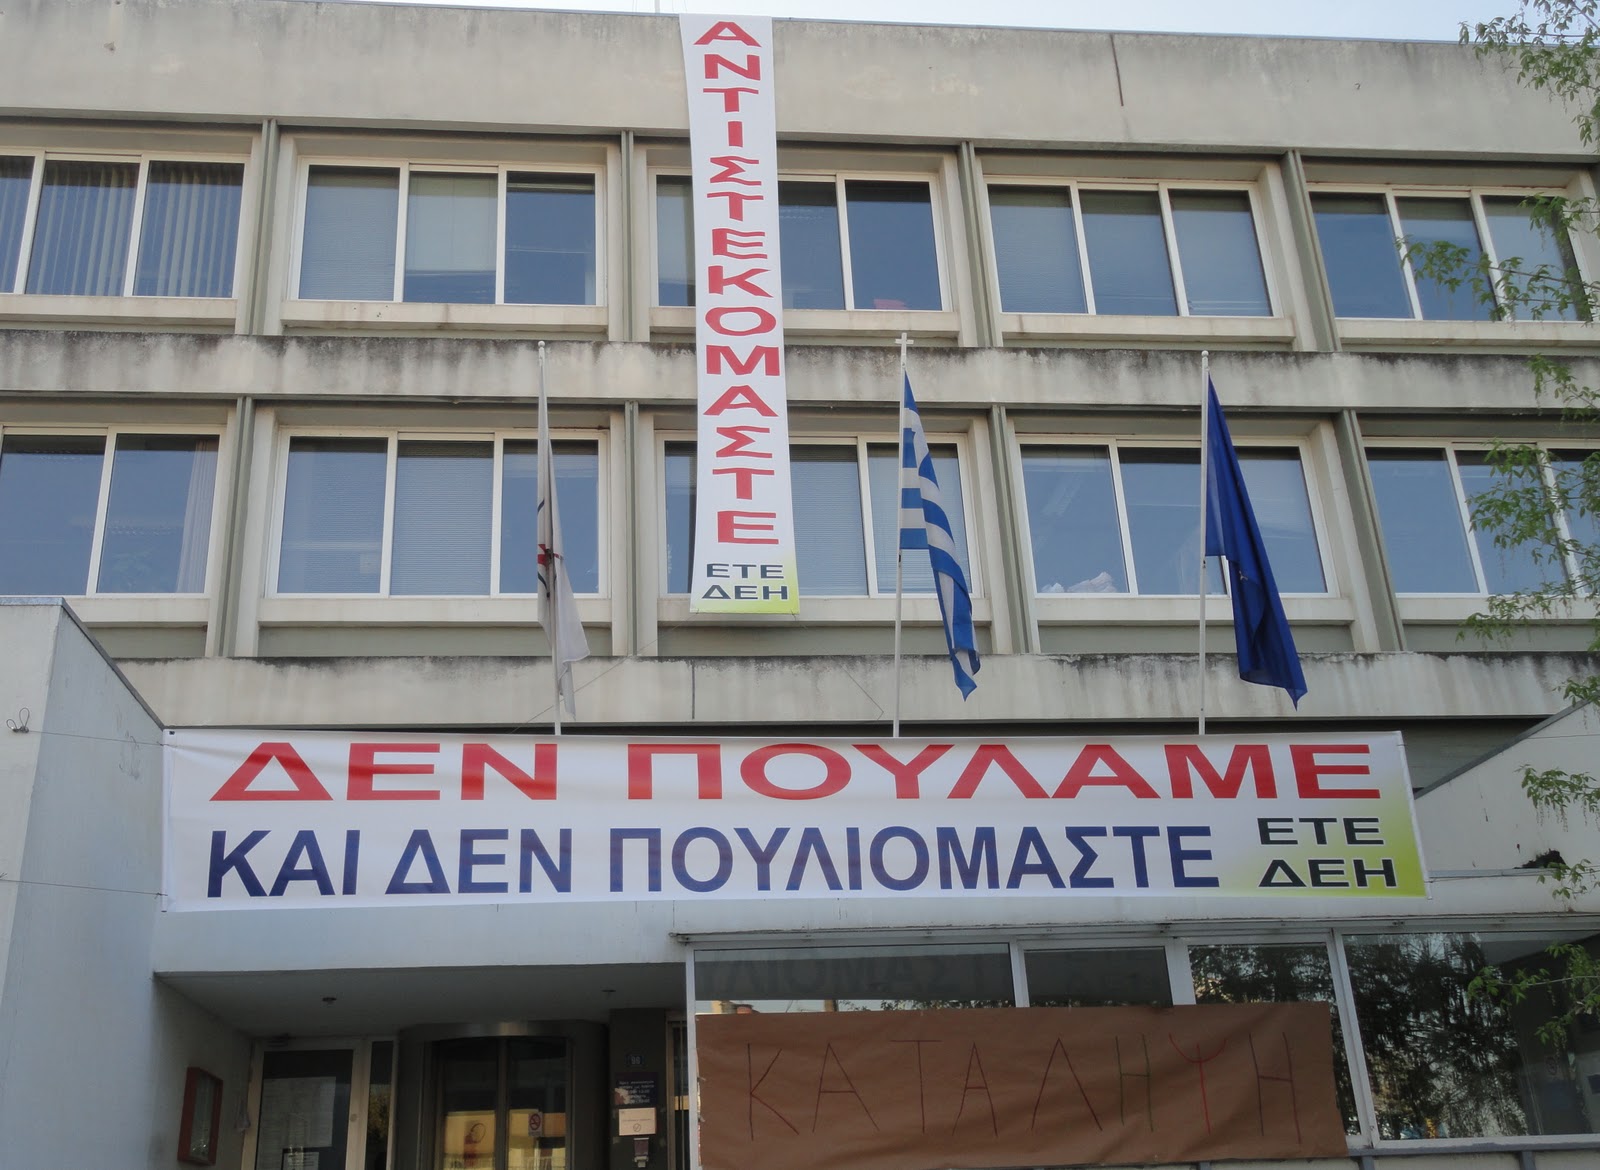 ΑΝΤΙΣΤΕΚΟΜΑΣΤΕ
ΕΤΕ
ΔΕΗ
ΔΕΝ ΠΟΥΛΑΜΕ
ΚΑΙ ΔΕΝ ΠΟΥΛΙΟΜΑΣΤΕ
ΕΤΕ
ΔΕΗ
ΚΑΤΑΛΗΨΗ